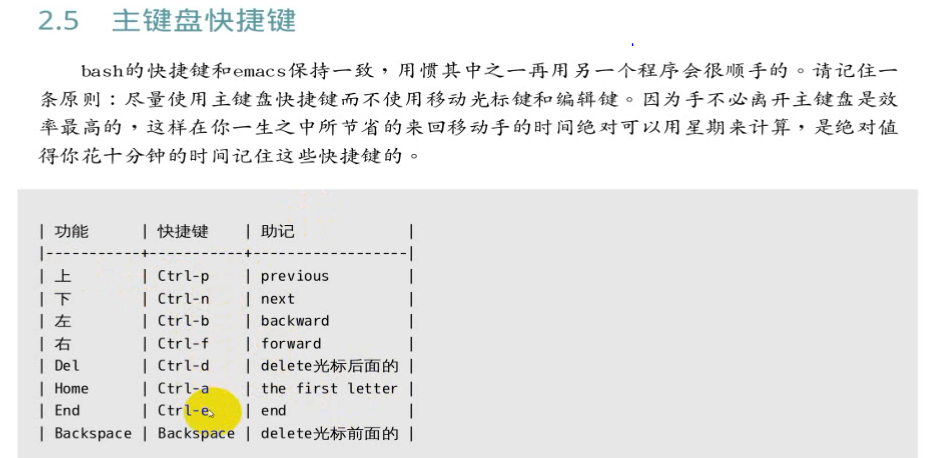 2.5 主键盘快捷键
bash的快捷键和emacs保持一致，用惯其中之一再用另一个程序会很顺手的。请记住一
条原则：尽量使用主键盘快捷键而不使用移动光标键和编辑键。因为手不必离开主键盘是效
率最高的，这样在你一生之中所节省的来回移动手的时间绝对可以用星期来计算，是绝对值
得你花十分钟的时间记住这些快捷键的。
| 功能 | 快捷键 | 助记 |
|-----------+-----------+------------------|
| 上 | Ctrl-p | previous |
| 下 | Ctrl-n | next |
| 左 | Ctrl-b | backward |
| 右 | Ctrl-f | forward |
| Del | Ctrl-d | delete光标后面的 |
| Home | Ctrl-a | the first letter |
| End | Ctrl-e | end |
| Backspace | Backspace | delete光标前面的 |